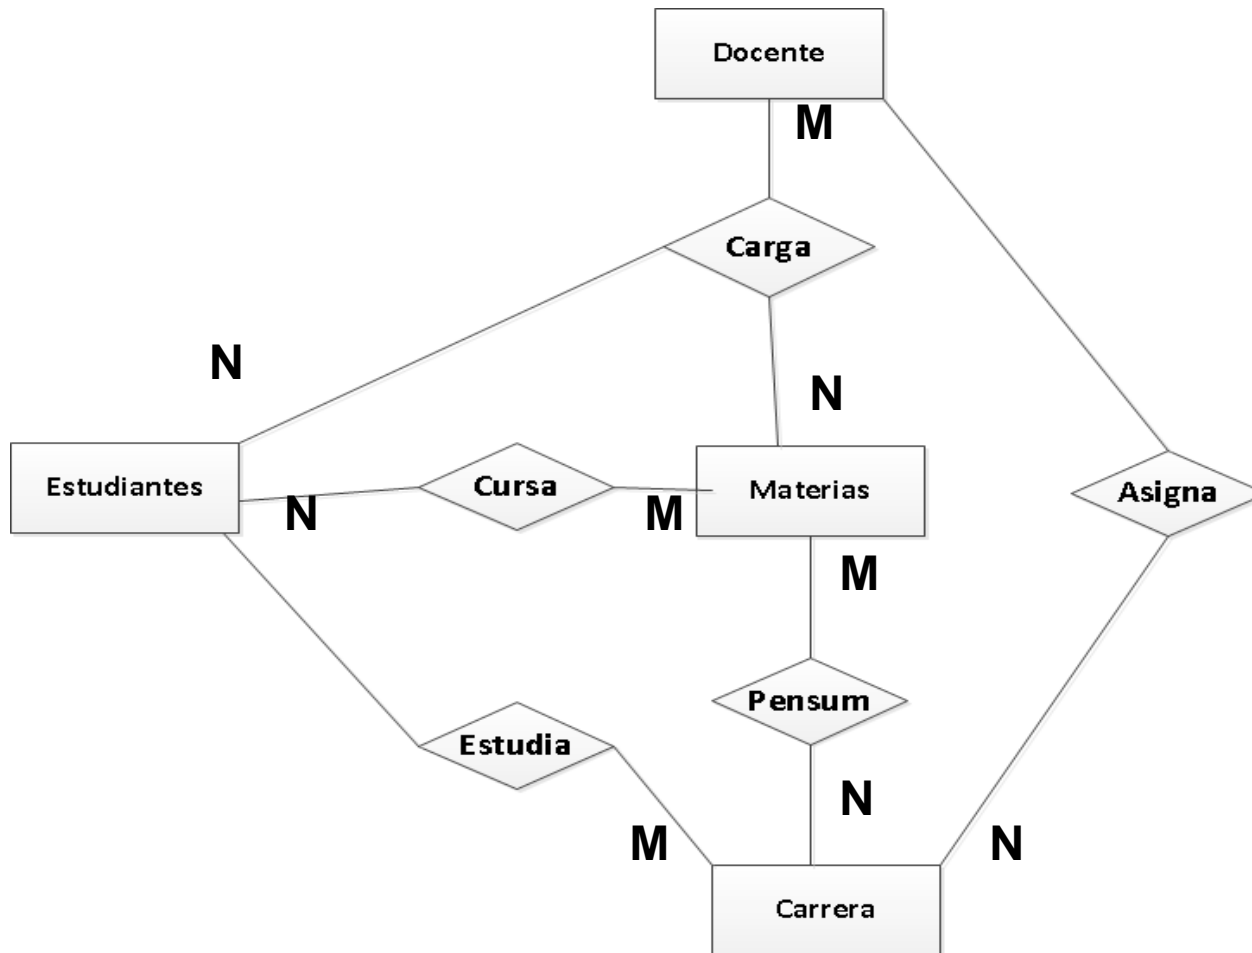 Docente
M
Carga
N
N
Estudiantes
Cursa
Materias
Asigna
N
M
M
Pensum
Estudia
N
M
N
Carrera